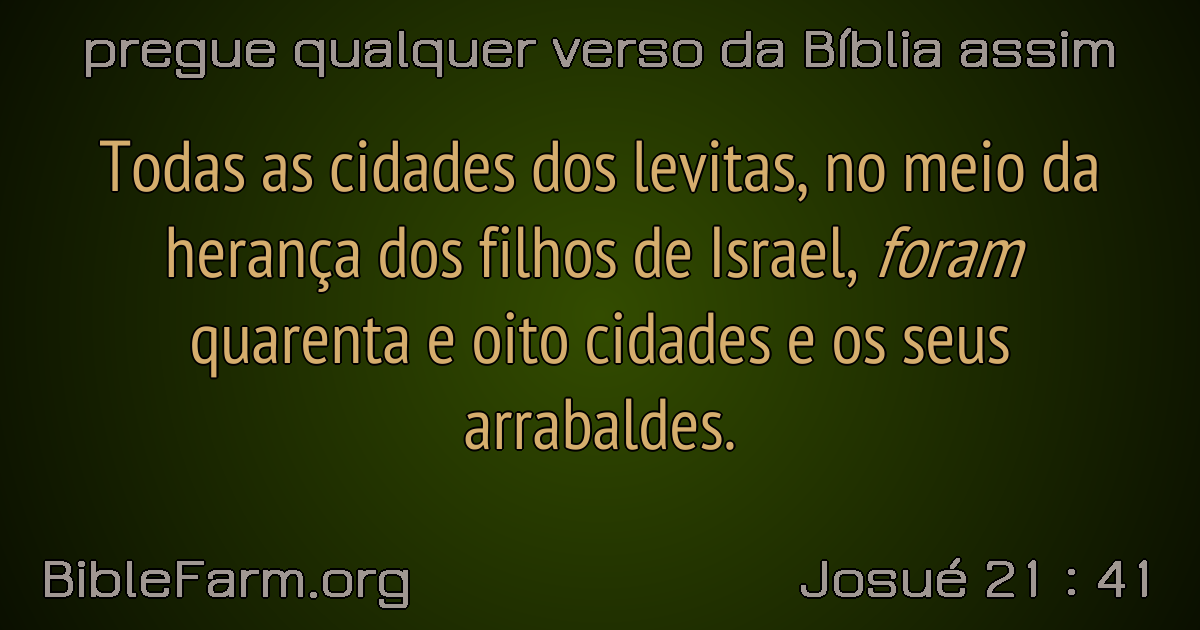 pregue qualquer verso da Bíblia assim
Todas as cidades dos levitas, no meio da
herança dos filhos de Israel, foram
quarenta e oito cidades e os seus
arrabaldes.
BibleFarm.org
Josué 21 : 41